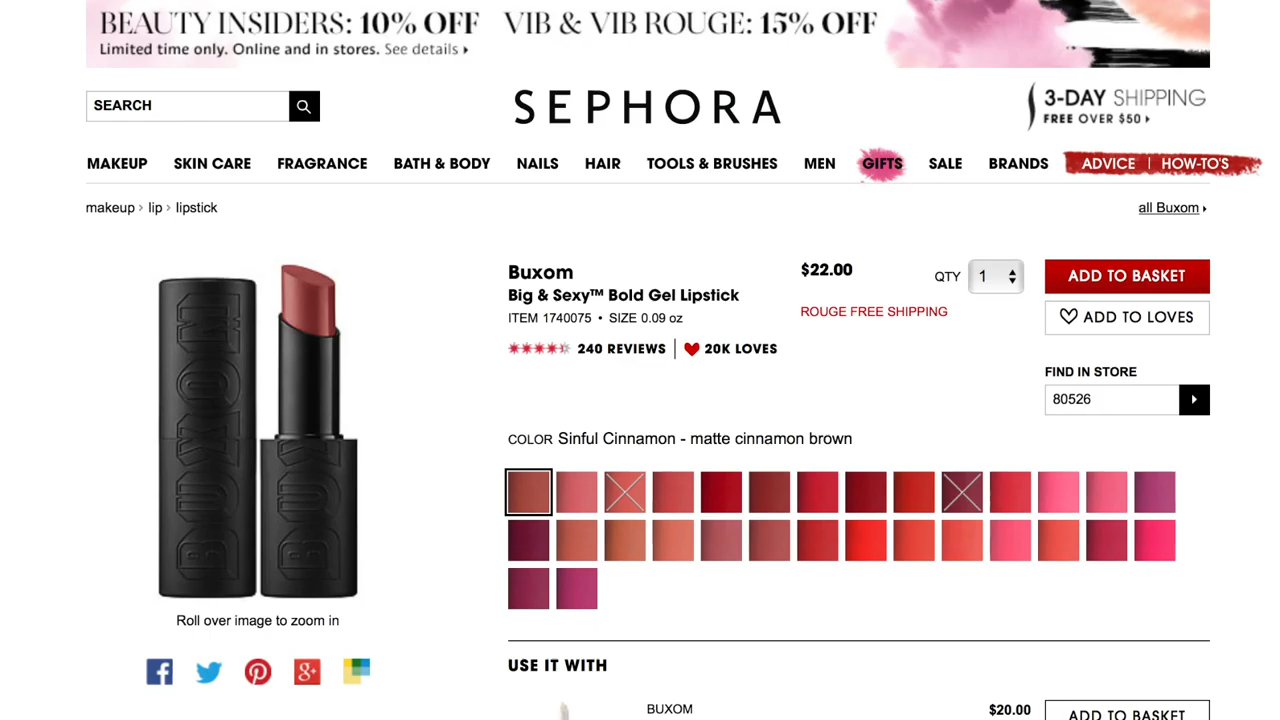 BEAUTY INSIDERS: 10% OFF VIB & VIB ROUGE: 15% OFF
Limited time only. Online and in stores. See details
SEARCH
SEPHORA
3-DAY SHIPPING
FREE OVER $50
MAKEUP SKIN CARE FRAGRANCE BATH & BODY NAILS HAIR TOOLS & BRUSHES MEN GIFTS SALE BRANDS ADVICE | HOW-TO'S
makeup > lip > lipstick
all Buxom
BUXOM
BUX
Buxom
Big & Sexy™ Bold Gel Lipstick
ITEM 1740075 • SIZE 0.09 oz
240 REVIEWS | 20K LOVES
$22.00
ROUGE FREE SHIPPING
QTY 1
ADD TO BASKET
ADD TO LOVES
FIND IN STORE
80526
COLOR Sinful Cinnamon - matte cinnamon brown
Roll over image to zoom in
f
g+
USE IT WITH
BUXOM
$20.00
ADD TO BASKET